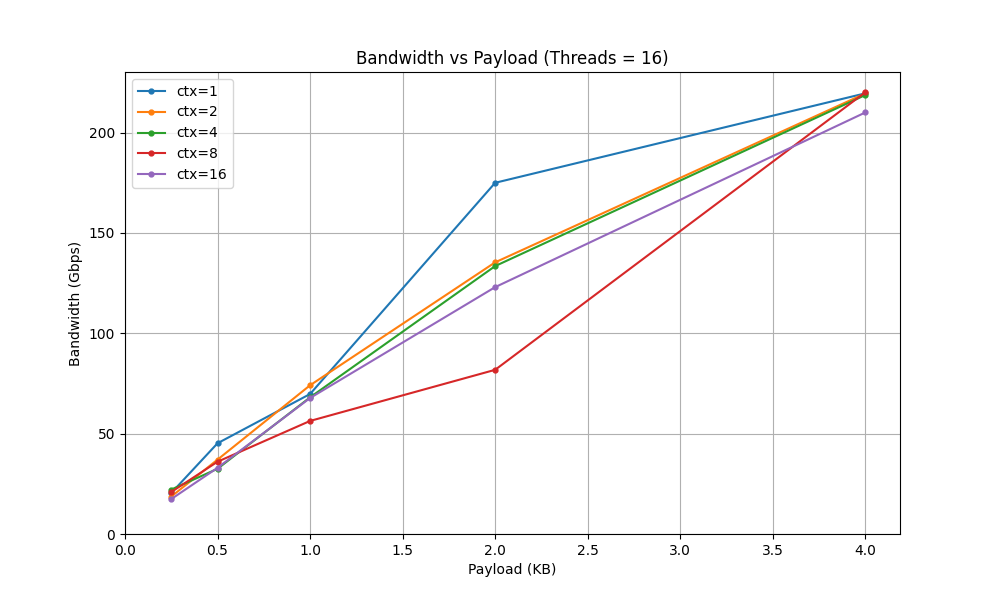 Bandwidth vs Payload (Threads = 16)
ctx=1
ctx=2
ctx=4
ctx=8
ctx=16
Bandwidth (Gbps)
200
150
100
50
0
0.0 0.5 1.0 1.5 2.0 2.5 3.0 3.5 4.0
Payload (KB)